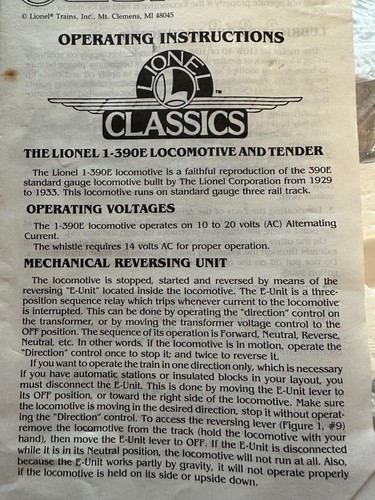 © Lionel® Trains, Inc., Mt. Clemens, MI 48045
OPERATING INSTRUCTIONS
LIONEL
L
™
CLASSICS
THE LIONEL 1-390E LOCOMOTIVE AND TENDER
The Lionel 1-390E locomotive is a faithful reproduction of the 390E
standard gauge locomotive built by The Lionel Corporation from 1929
to 1933. This locomotive runs on standard gauge three rail track.
OPERATING VOLTAGES
The 1-390E locomotive operates on 10 to 20 volts (AC) Alternating
Current.
The whistle requires 14 volts AC for proper operation.
MECHANICAL REVERSING UNIT
The locomotive is stopped, started and reversed by means of the
reversing "E-Unit" located inside the locomotive. The E-Unit is a three-
position sequence relay which trips whenever current to the locomotive
is interrupted. This can be done by operating the "direction" control on
the transformer, or by moving the transformer voltage control to the
OFF position. The sequence of its operation is Forward, Neutral, Reverse,
Neutral, etc. In other words, if the locomotive is in motion, operate the
"Direction" control once to stop it; and twice to reverse it.
If you want to operate the train in one direction only, which is necessary
if you have automatic stations or insulated blocks in your layout, you
must disconnect the E-Unit. This is done by moving the E-Unit lever to
its OFF position, or toward the right side of the locomotive. Make sure
the locomotive is moving in the desired direction, stop it without operat-
ing the "Direction" control. To access the reversing lever (Figure 1, #9)
remove the locomotive from the track (hold the locomotive with your
hand), then move the E-Unit lever to OFF. If the E-Unit is disconnected
while it is in its Neutral position, the locomotive will not run at all. Also,
because the E-Unit works partly by gravity, it will not operate properly
if the locomotive is held on its side or upside down.